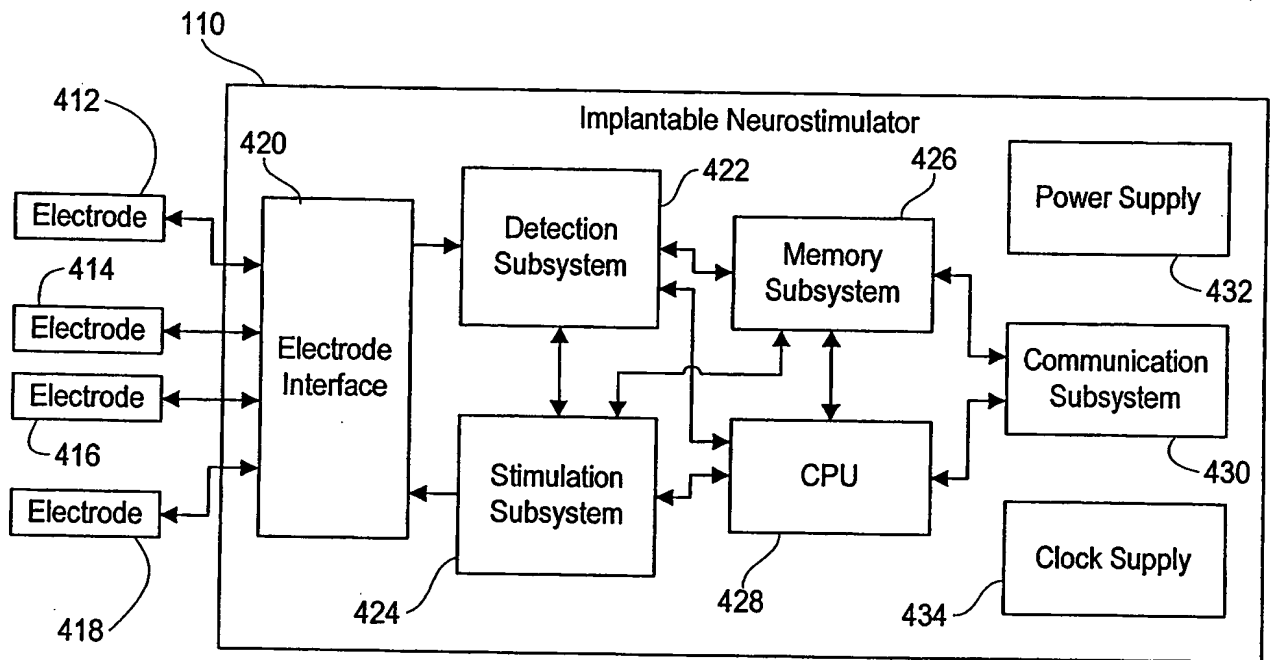 110
412
Implantable Neurostimulator
420
422
426
Electrode
Detection
Subsystem
Memory
Subsystem
Power Supply
432
414
Electrode
Electrode
Interface
Communication
Subsystem
430
Electrode
416
Stimulation
Subsystem
CPU
Electrode
418
424
428
Clock Supply
434